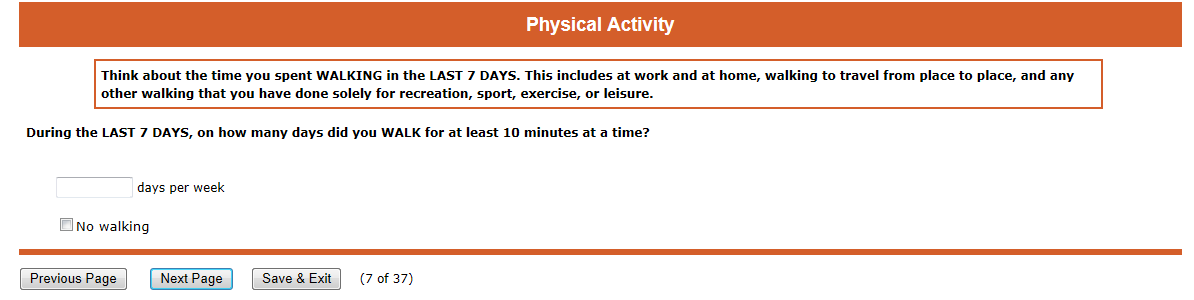 Physical Activity
Think about the time you spent WALKING in the LAST 7 DAYS. This includes at work and at home, walking to travel from place to place, and any
other walking that you have done solely for recreation, sport, exercise, or leisure.
During the LAST 7 DAYS, on how many days did you WALK for at least 10 minutes at a time?
days per week
No walking
Previous Page Next Page Save & Exit (7 of 37)